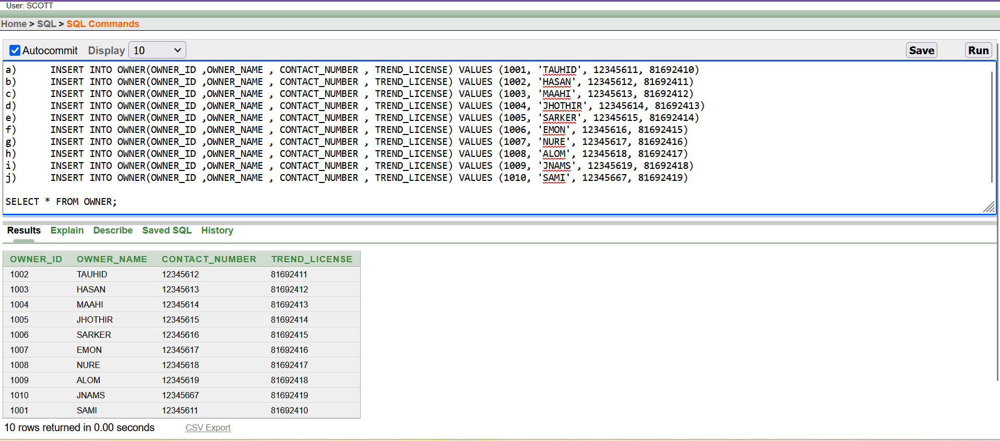 User: SCOTT
Home > SQL > SQL Commands
Autocommit Display 10 Save Run
a) INSERT INTO OWNER(OWNER_ID ,OWNER_NAME , CONTACT_NUMBER , TREND_LICENSE) VALUES (1001, 'TAUHID', 12345611, 81692410)
b) INSERT INTO OWNER(OWNER_ID ,OWNER_NAME , CONTACT_NUMBER , TREND_LICENSE) VALUES (1002, 'HASAN', 12345612, 81692411)
c) INSERT INTO OWNER(OWNER_ID ,OWNER_NAME , CONTACT_NUMBER , TREND_LICENSE) VALUES (1003, 'MAAHI', 12345613, 81692412)
d) INSERT INTO OWNER(OWNER_ID ,OWNER_NAME , CONTACT_NUMBER , TREND_LICENSE) VALUES (1004, 'JHOTHIR', 12345614, 81692413)
e) INSERT INTO OWNER(OWNER_ID ,OWNER_NAME , CONTACT_NUMBER , TREND_LICENSE) VALUES (1005, 'SARKER', 12345615, 81692414)
f) INSERT INTO OWNER(OWNER_ID ,OWNER_NAME , CONTACT_NUMBER , TREND_LICENSE) VALUES (1006, 'EMON', 12345616, 81692415)
g) INSERT INTO OWNER(OWNER_ID ,OWNER_NAME , CONTACT_NUMBER , TREND_LICENSE) VALUES (1007, 'NURE', 12345617, 81692416)
h) INSERT INTO OWNER(OWNER_ID ,OWNER_NAME , CONTACT_NUMBER , TREND_LICENSE) VALUES (1008, 'ALOM', 12345618, 81692417)
i) INSERT INTO OWNER(OWNER_ID ,OWNER_NAME , CONTACT_NUMBER , TREND_LICENSE) VALUES (1009, 'JNAMS', 12345619, 81692418)
j) INSERT INTO OWNER(OWNER_ID ,OWNER_NAME , CONTACT_NUMBER , TREND_LICENSE) VALUES (1010, 'SAMI', 12345667, 81692419)
SELECT * FROM OWNER;
Results Explain Describe Saved SQL History
OWNER_ID OWNER_NAME CONTACT_NUMBER TREND_LICENSE
1002 TAUHID 12345612 81692411
1003 HASAN 12345613 81692412
1004 MAAHI 12345614 81692413
1005 JHOTHIR 12345615 81692414
1006 SARKER 12345616 81692415
1007 EMON 12345617 81692416
1008 NURE 12345618 81692417
1009 ALOM 12345619 81692418
1010 JNAMS 12345667 81692419
1001 SAMI 12345611 81692410
10 rows returned in 0.00 seconds CSV Export